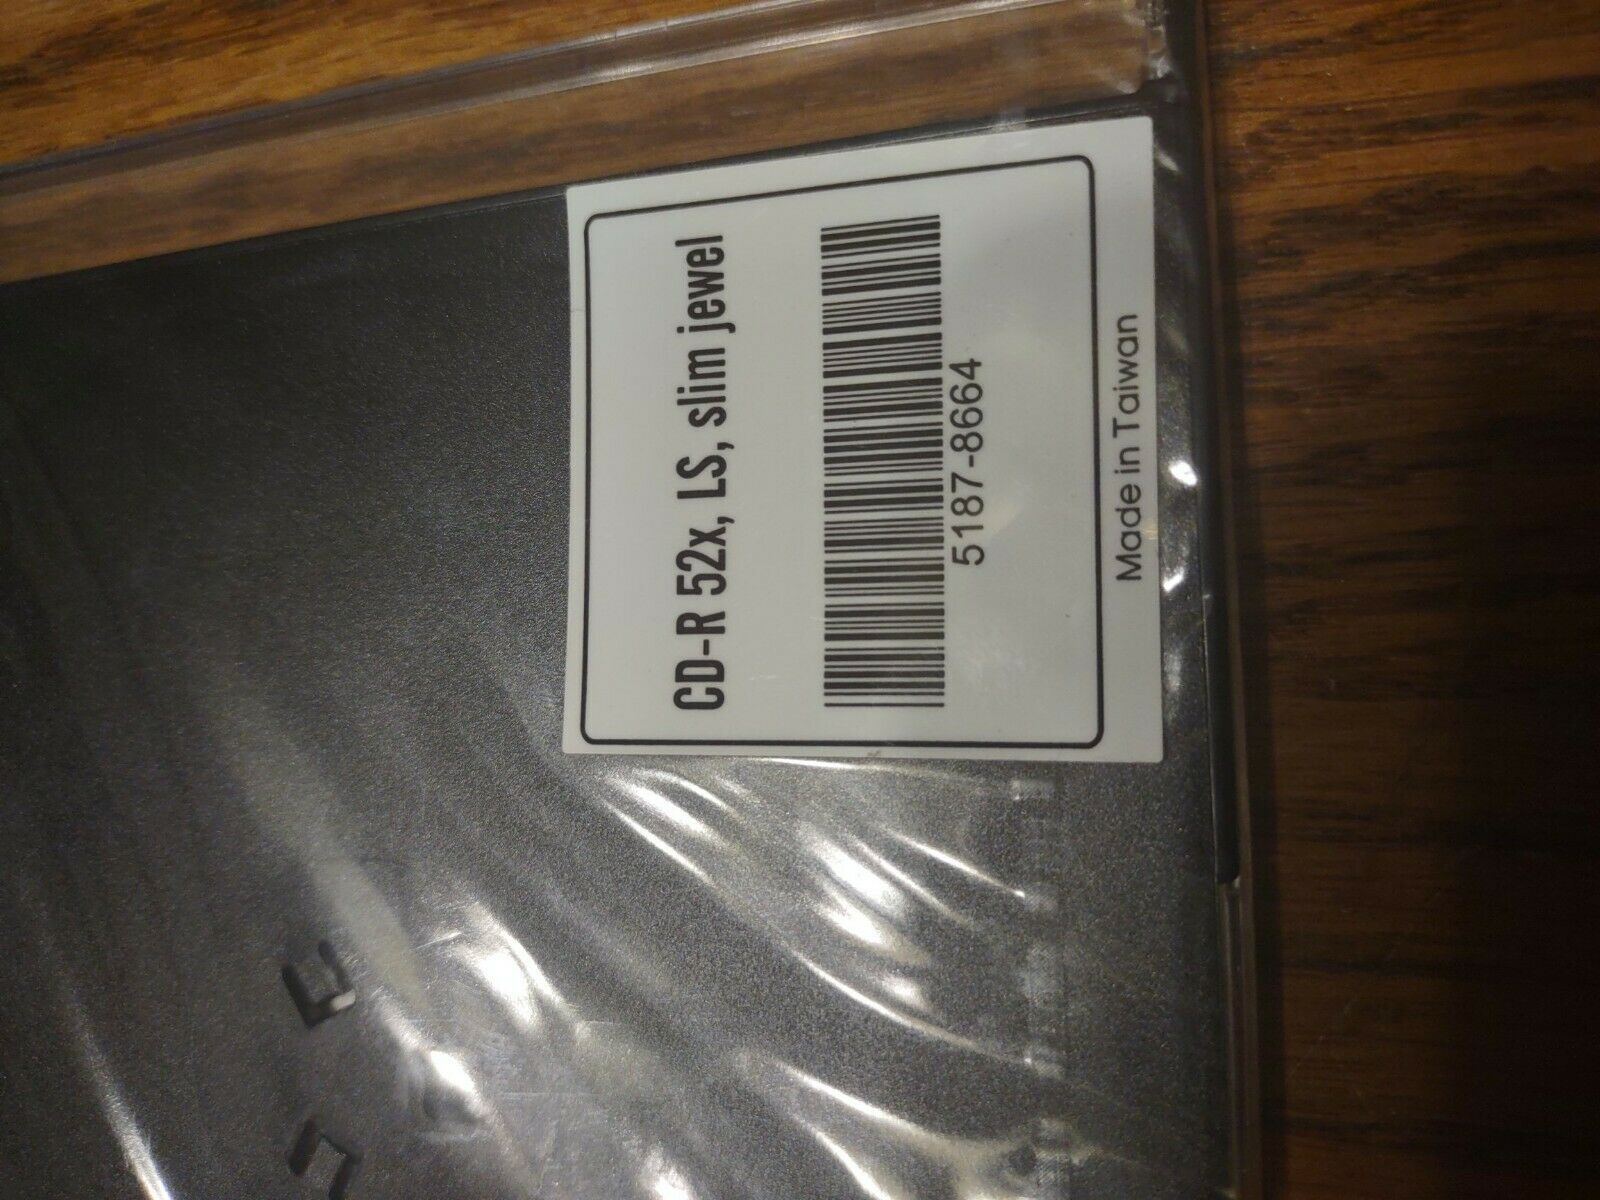 CD-R 52x, LS, slim jewel
5187-8664
Made in Taiwan